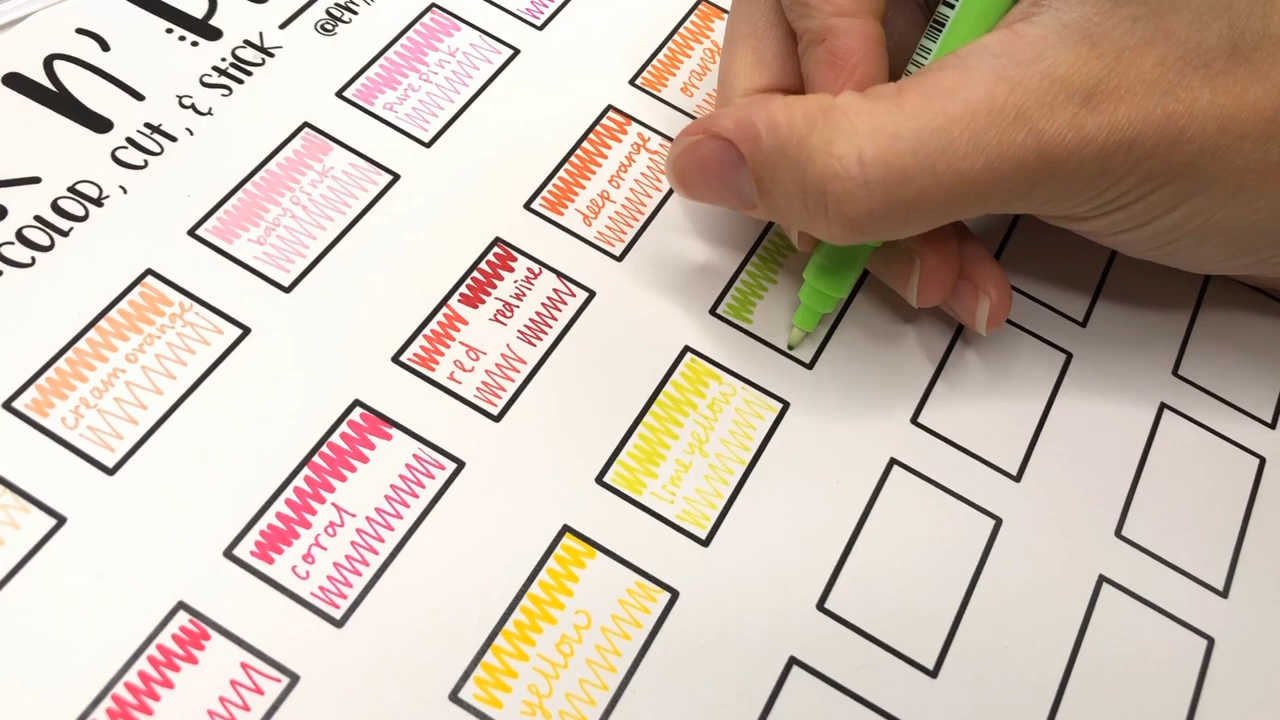 n'
COLOR, CUT, & STICK
Pure pink
orange
baby pink
deep orange
cream orange
red
redwine
lime yellow
coral
yellow